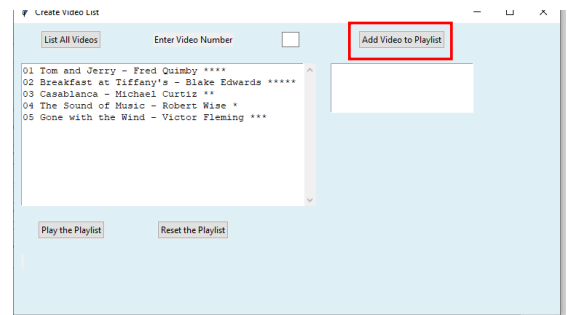 Create Video List
List All Videos Enter Video Number Add Video to Playlist
01 Tom and Jerry - Fred Quimby ****
02 Breakfast at Tiffany's - Blake Edwards *****
03 Casablanca - Michael Curtiz **
04 The Sound of Music - Robert Wise *
05 Gone with the Wind - Victor Fleming ***
Play the Playlist Reset the Playlist